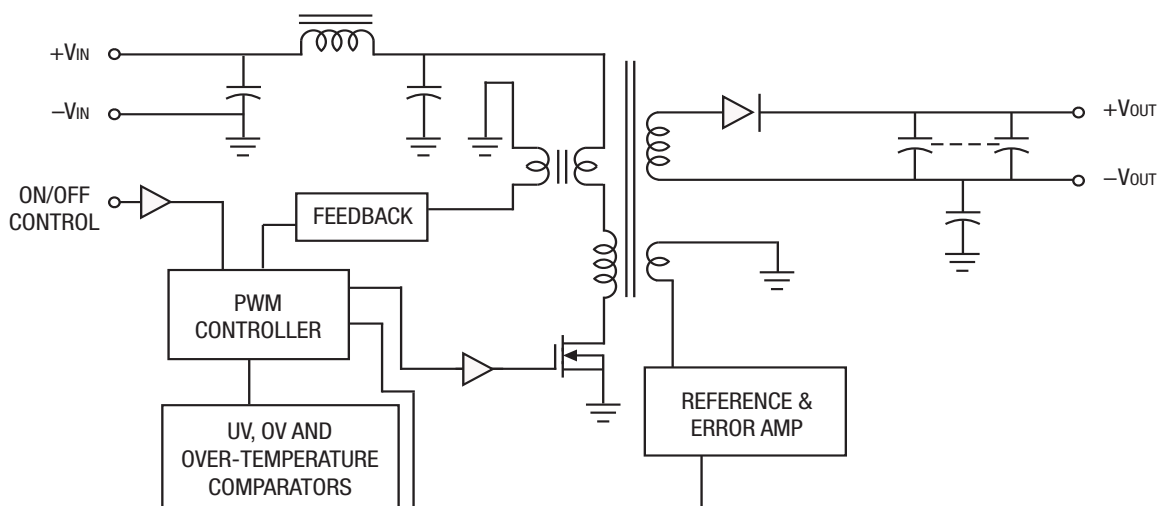 +VIN
–VIN
+VOUT
–VOUT
ON/OFF
CONTROL
FEEDBACK
PWM
CONTROLLER
REFERENCE &
ERROR AMP
UV, OV AND
OVER-TEMPERATURE
COMPARATORS